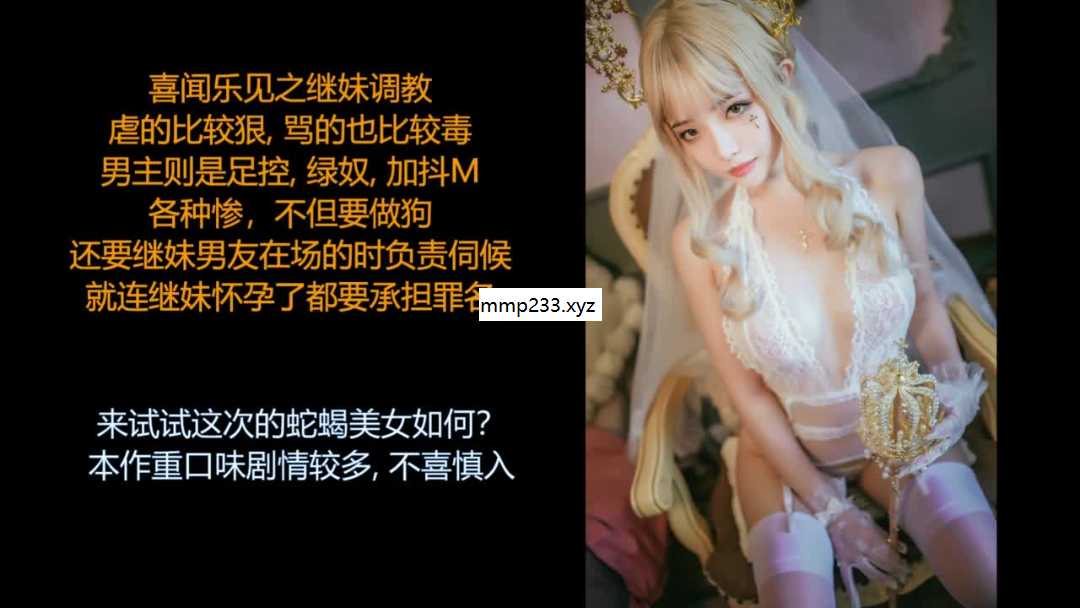 喜闻乐见之继妹调教
虐的比较狠, 骂的也比较毒
男主则是足控, 绿奴, 加抖M
各种惨，不但要做狗
还要继妹男友在场的时负责伺候
就连继妹怀孕了都要承担罪名
mmp233.xyz
来试试这次的蛇蝎美女如何?
本作重口味剧情较多, 不喜慎入